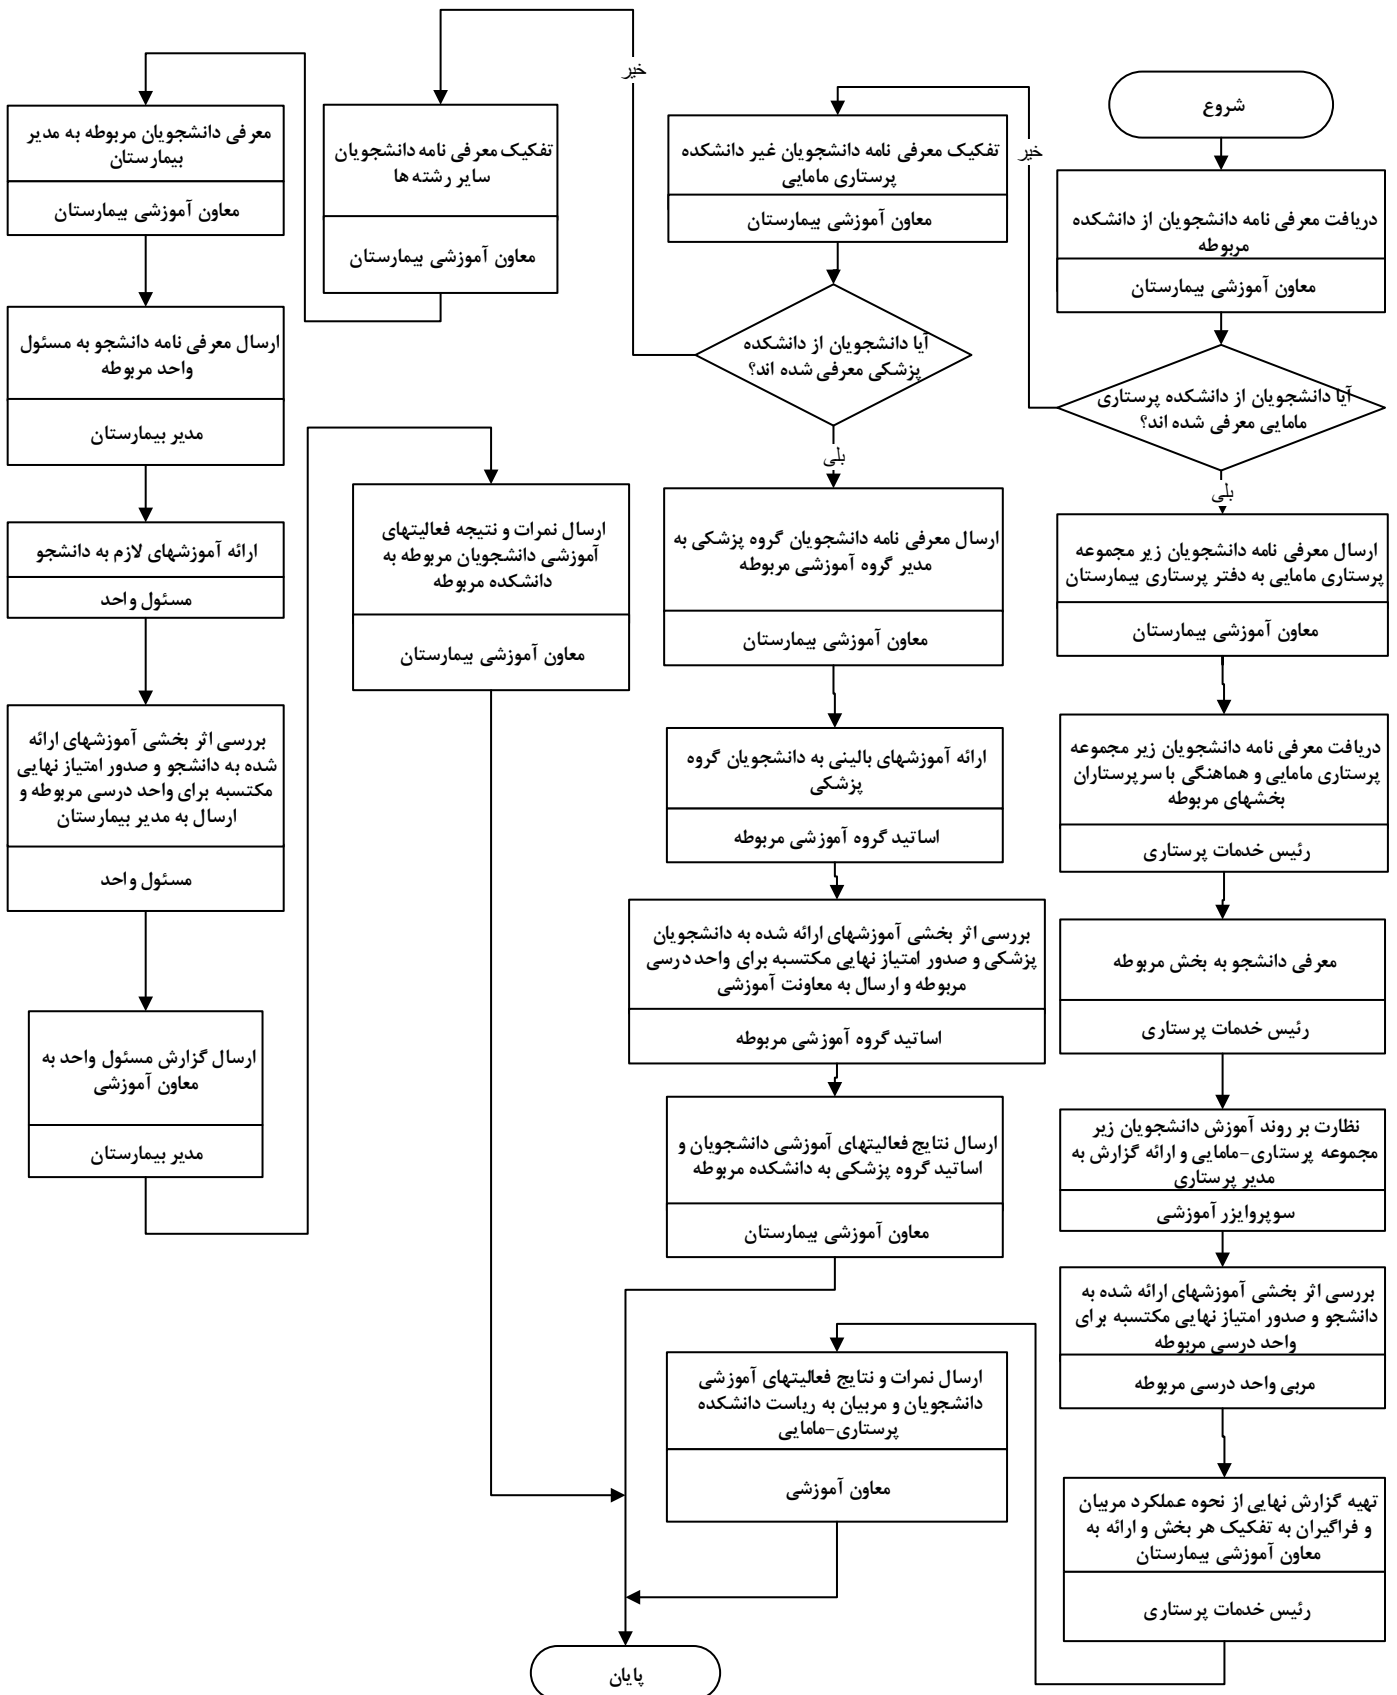 شروع
دریافت معرفی نامه دانشجویان از دانشکده
مربوطه
معاون آموزشی بیمارستان
آیا دانشجویان از دانشکده پرستاری
مامایی معرفی شده اند؟
خیر
بلی
ارسال معرفی نامه دانشجویان زیر مجموعه
پرستاری مامایی به دفتر پرستاری بیمارستان
معاون آموزشی بیمارستان
دریافت معرفی نامه دانشجویان زیر مجموعه
پرستاری مامایی و هماهنگی با سرپرستاران
بخشهای مربوطه
رئیس خدمات پرستاری
معرفی دانشجو به بخش مربوطه
رئیس خدمات پرستاری
نظارت بر روند آموزش دانشجویان زیر
مجموعه پرستاری-مامایی و ارائه گزارش به
مدیر پرستاری
سوپروایزر آموزشی
بررسی اثر بخشی آموزشهای ارائه شده به
دانشجو و صدور امتیاز نهایی مکتسبه برای
واحد درسی مربوطه
مربی واحد درسی مربوطه
تهیه گزارش نهایی از نحوه عملکرد مربیان
و فراگیران به تفکیک هر بخش و ارائه به
معاون آموزشی بیمارستان
رئیس خدمات پرستاری
تفکیک معرفی نامه دانشجویان غیر دانشکده
پرستاری مامایی
معاون آموزشی بیمارستان
آیا دانشجویان از دانشکده
پزشکی معرفی شده اند؟
خیر
بلی
ارسال معرفی نامه دانشجویان گروه پزشکی به
مدیر گروه آموزشی مربوطه
معاون آموزشی بیمارستان
ارائه آموزشهای بالینی به دانشجویان گروه
پزشکی
اساتید گروه آموزشی مربوطه
بررسی اثر بخشی آموزشهای ارائه شده به دانشجویان
پزشکی و صدور امتیاز نهایی مکتسبه برای واحد درسی
مربوطه و ارسال به معاونت آموزشی
اساتید گروه آموزشی مربوطه
ارسال نتایج فعالیتهای آموزشی دانشجویان و
اساتید گروه پزشکی به دانشکده مربوطه
معاون آموزشی بیمارستان
ارسال نمرات و نتایج فعالیتهای آموزشی
دانشجویان و مربیان به ریاست دانشکده
پرستاری-مامایی
معاون آموزشی
تفکیک معرفی نامه دانشجویان
سایر رشته ها
معاون آموزشی بیمارستان
معرفی دانشجویان مربوطه به مدیر
بیمارستان
معاون آموزشی بیمارستان
ارسال معرفی نامه دانشجو به مسئول
واحد مربوطه
مدیر بیمارستان
ارائه آموزشهای لازم به دانشجو
مسئول واحد
بررسی اثر بخشی آموزشهای ارائه
شده به دانشجو و صدور امتیاز نهایی
مکتسبه برای واحد درسی مربوطه و
ارسال به مدیر بیمارستان
مسئول واحد
ارسال گزارش مسئول واحد به
معاون آموزشی
مدیر بیمارستان
ارسال نمرات و نتیجه فعالیتهای
آموزشی دانشجویان مربوطه به
دانشکده مربوطه
معاون آموزشی بیمارستان
پایان